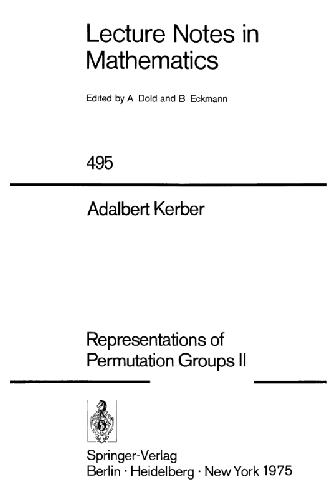 Lecture Notes in
Mathematics
Edited by A. Dold and B. Eckmann
495
Adalbert Kerber
Representations of
Permutation Groups II
Springer-Verlag
Berlin · Heidelberg · New York 1975